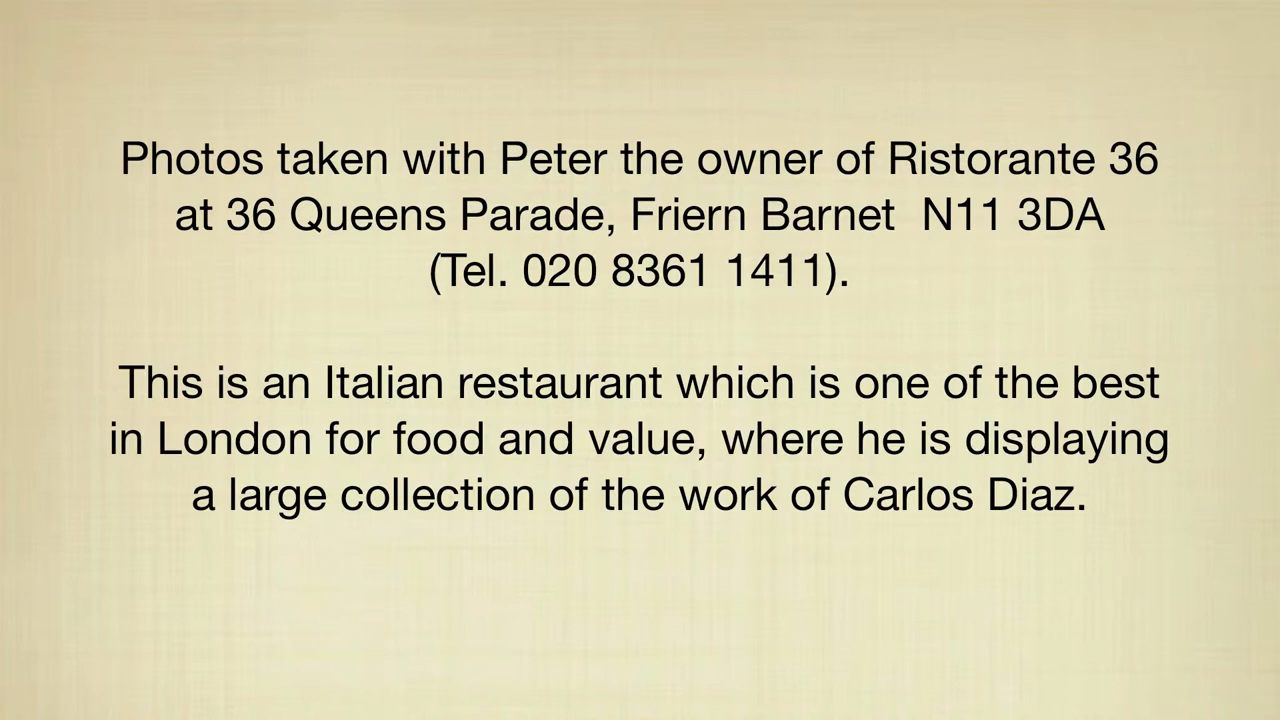 Photos taken with Peter the owner of Ristorante 36
at 36 Queens Parade, Friern Barnet  N11 3DA
(Tel. 020 8361 1411).
This is an Italian restaurant which is one of the best
in London for food and value, where he is displaying
a large collection of the work of Carlos Diaz.